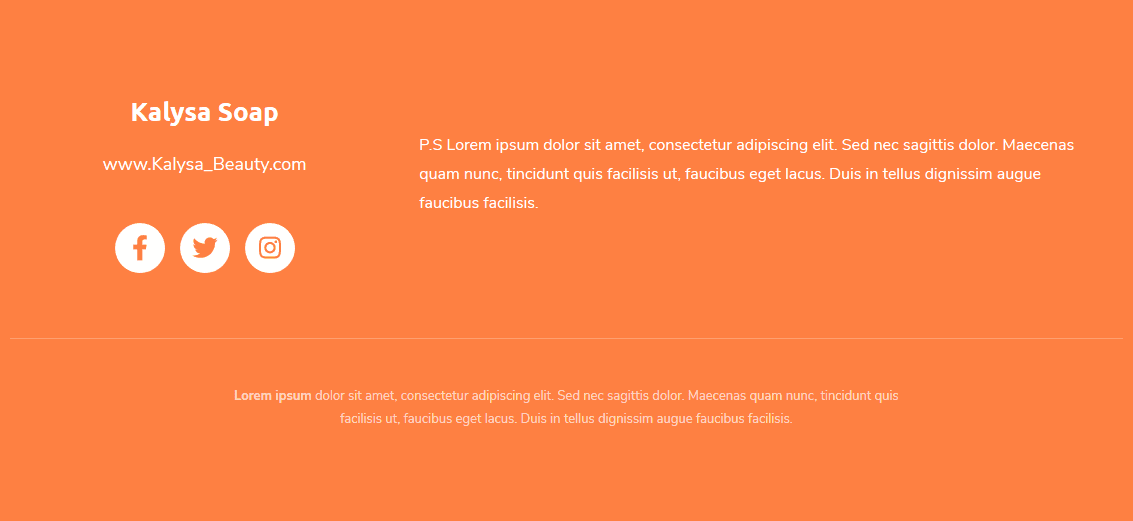 Kalysa Soap
www.Kalysa_Beauty.com
P.S Lorem ipsum dolor sit amet, consectetur adipiscing elit. Sed nec sagittis dolor. Maecenas
quam nunc, tincidunt quis facilisis ut, faucibus eget lacus. Duis in tellus dignissim augue
faucibus facilisis.
Lorem ipsum dolor sit amet, consectetur adipiscing elit. Sed nec sagittis dolor. Maecenas quam nunc, tincidunt quis
facilisis ut, faucibus eget lacus. Duis in tellus dignissim augue faucibus facilisis.